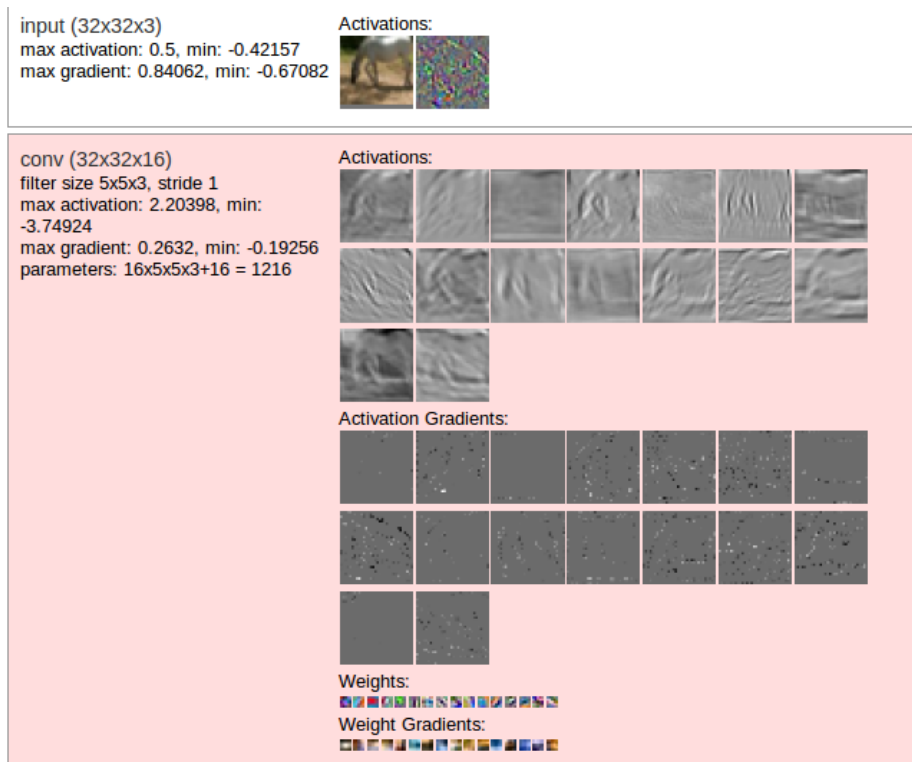 input (32x32x3)
max activation: 0.5, min: -0.42157
max gradient: 0.84062, min: -0.67082
Activations:
conv (32x32x16)
filter size 5x5x3, stride 1
max activation: 2.20398, min:
-3.74924
max gradient: 0.2632, min: -0.19256
parameters: 16x5x5x3+16 = 1216
Activations:
Activation Gradients:
Weights:
Weight Gradients: